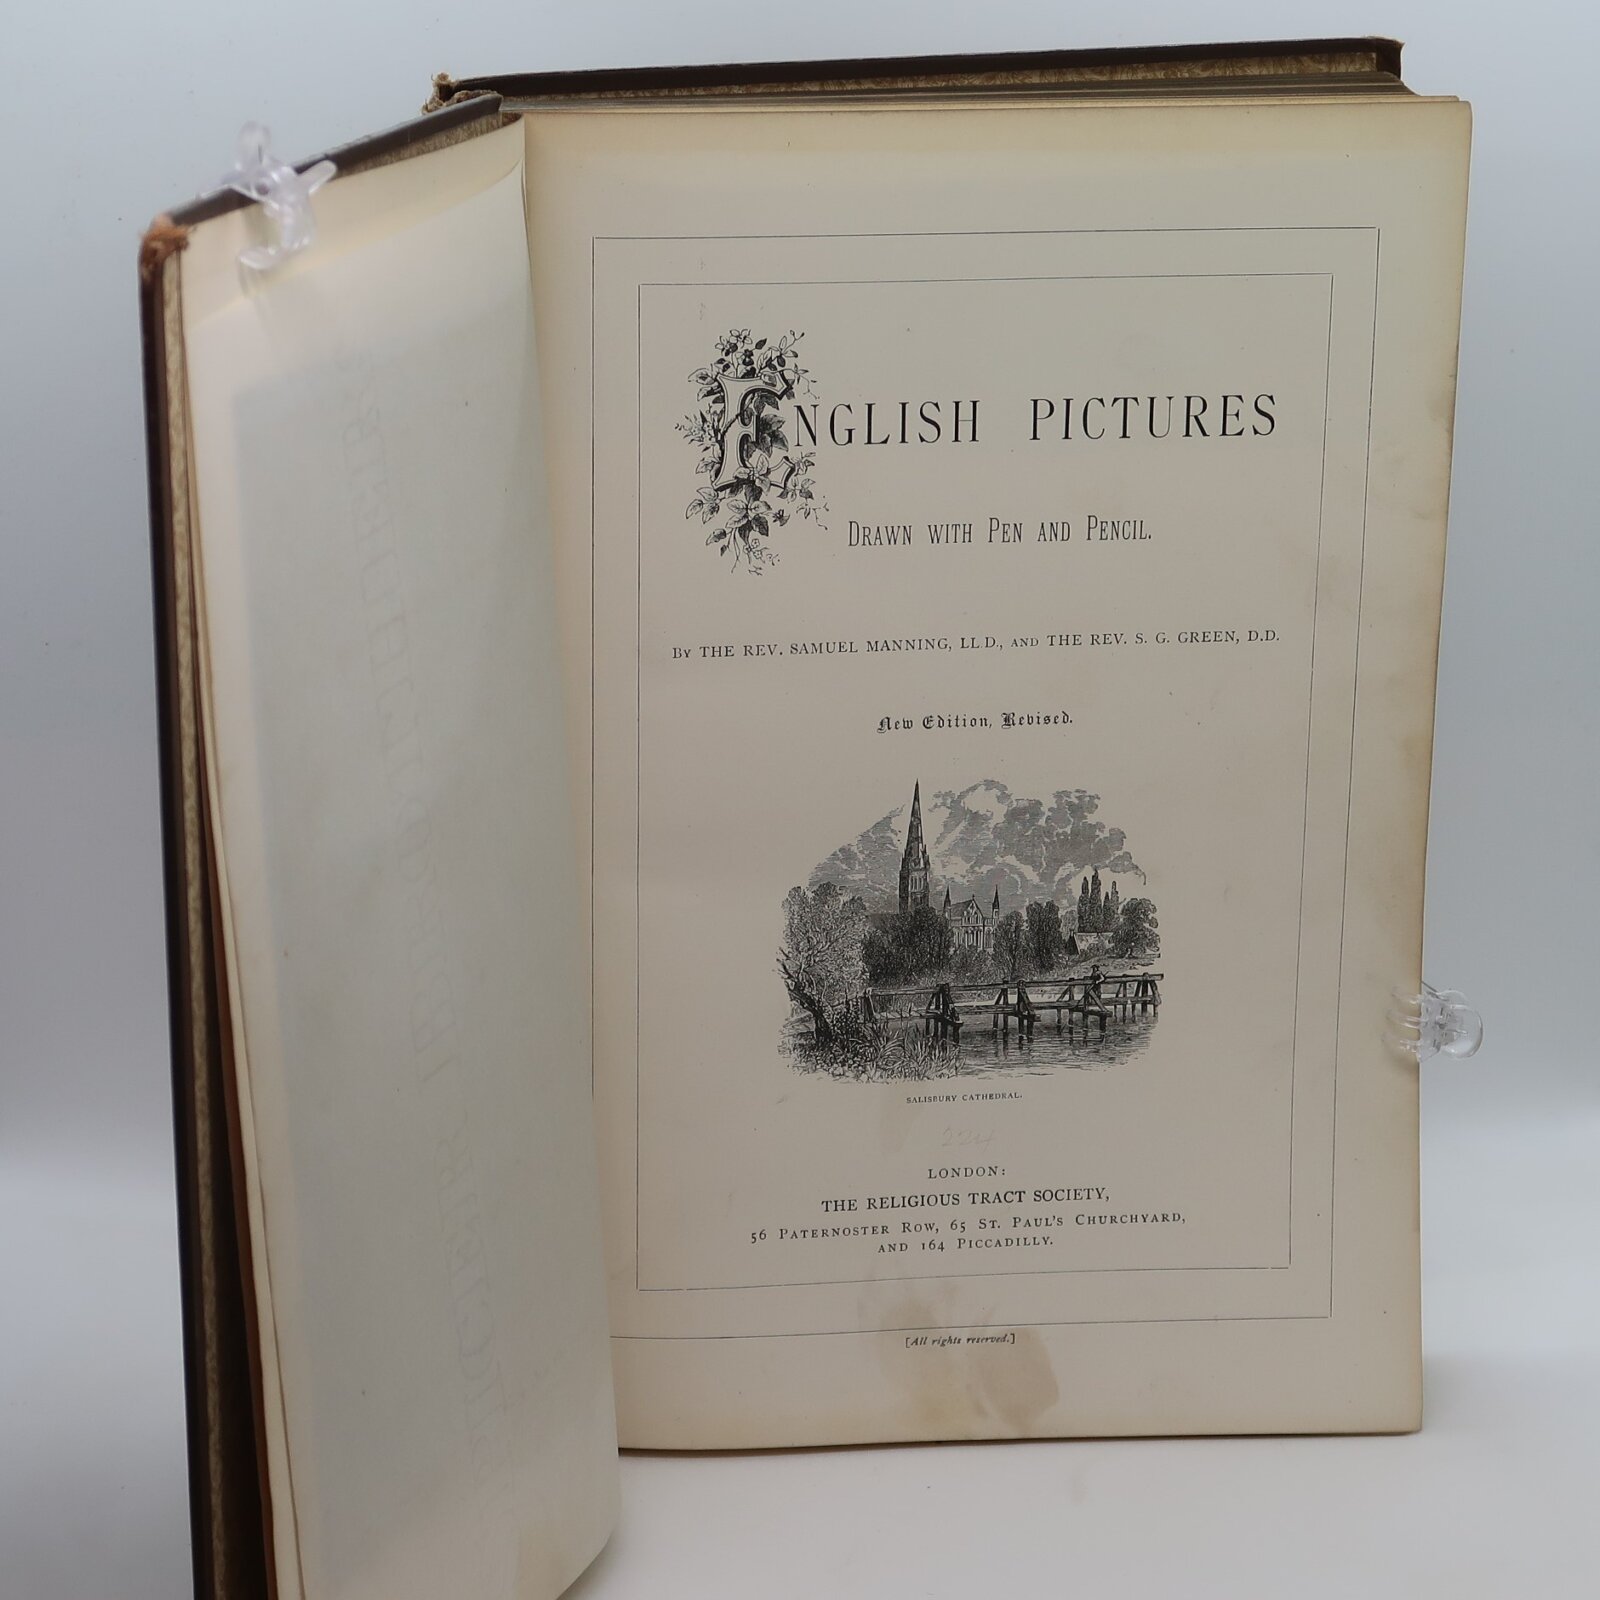 ENGLISH PICTURES
DRAWN WITH PEN AND PENCIL.
BY THE REV. SAMUEL MANNING, LL.D., AND THE REV. S. G. GREEN, D.D.
New Edition, Revised.
SALISBURY CATHEDRAL.
224
LONDON:
THE RELIGIOUS TRACT SOCIETY,
56 PATERNOSTER ROW, 65 ST. PAUL'S CHURCHYARD,
AND 164 PICCADILLY.
[All rights reserved.]